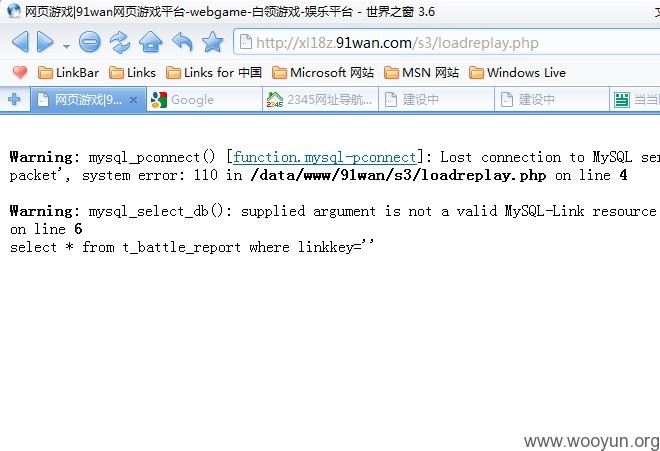 网页游戏|91wan网页游戏平台-webgame-白领游戏-娱乐平台 - 世界之窗 3.6
http://xl18z.91wan.com/s3/loadreplay.php
LinkBar Links Links for 中国 Microsoft 网站 MSN 网站 Windows Live
网页游戏|9... Google 2345网址导航... 建设中 建设中 当当
Warning: mysql_pconnect() [function.mysql-pconnect]: Lost connection to MySQL ser
packet', system error: 110 in /data/www/91wan/s3/loadreplay.php on line 4
Warning: mysql_select_db(): supplied argument is not a valid MySQL-Link resource
on line 6
select * from t_battle_report where linkkey=''
www.wooyun.org